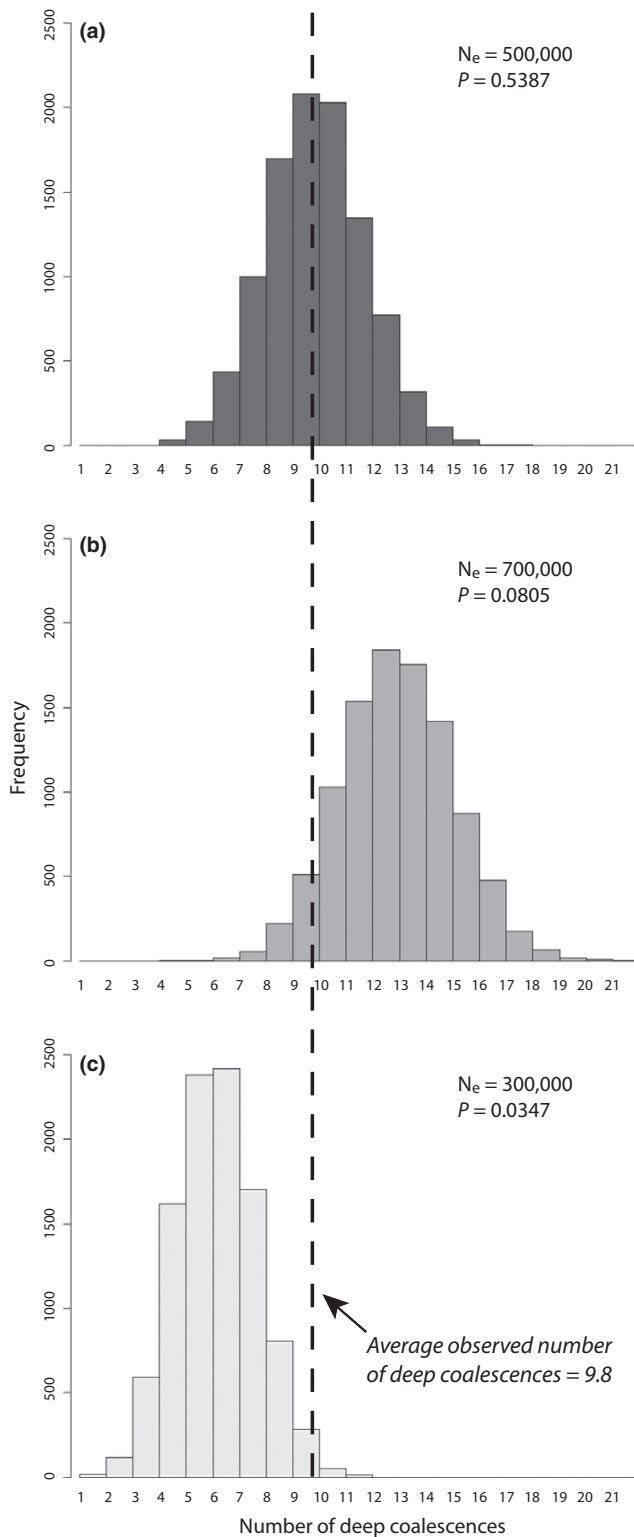 (a)
N_e = 500,000
P = 0.5387
2500
2000
1500
1000
500
0
1 2 3 4 5 6 7 8 9 10 11 12 13 14 15 16 17 18 19 20 21
(b)
N_e = 700,000
P = 0.0805
2500
2000
1500
1000
500
0
Frequency
1 2 3 4 5 6 7 8 9 10 11 12 13 14 15 16 17 18 19 20 21
(c)
N_e = 300,000
P = 0.0347
2500
2000
1500
1000
500
0
Average observed number
of deep coalescences = 9.8
1 2 3 4 5 6 7 8 9 10 11 12 13 14 15 16 17 18 19 20 21
Number of deep coalescences